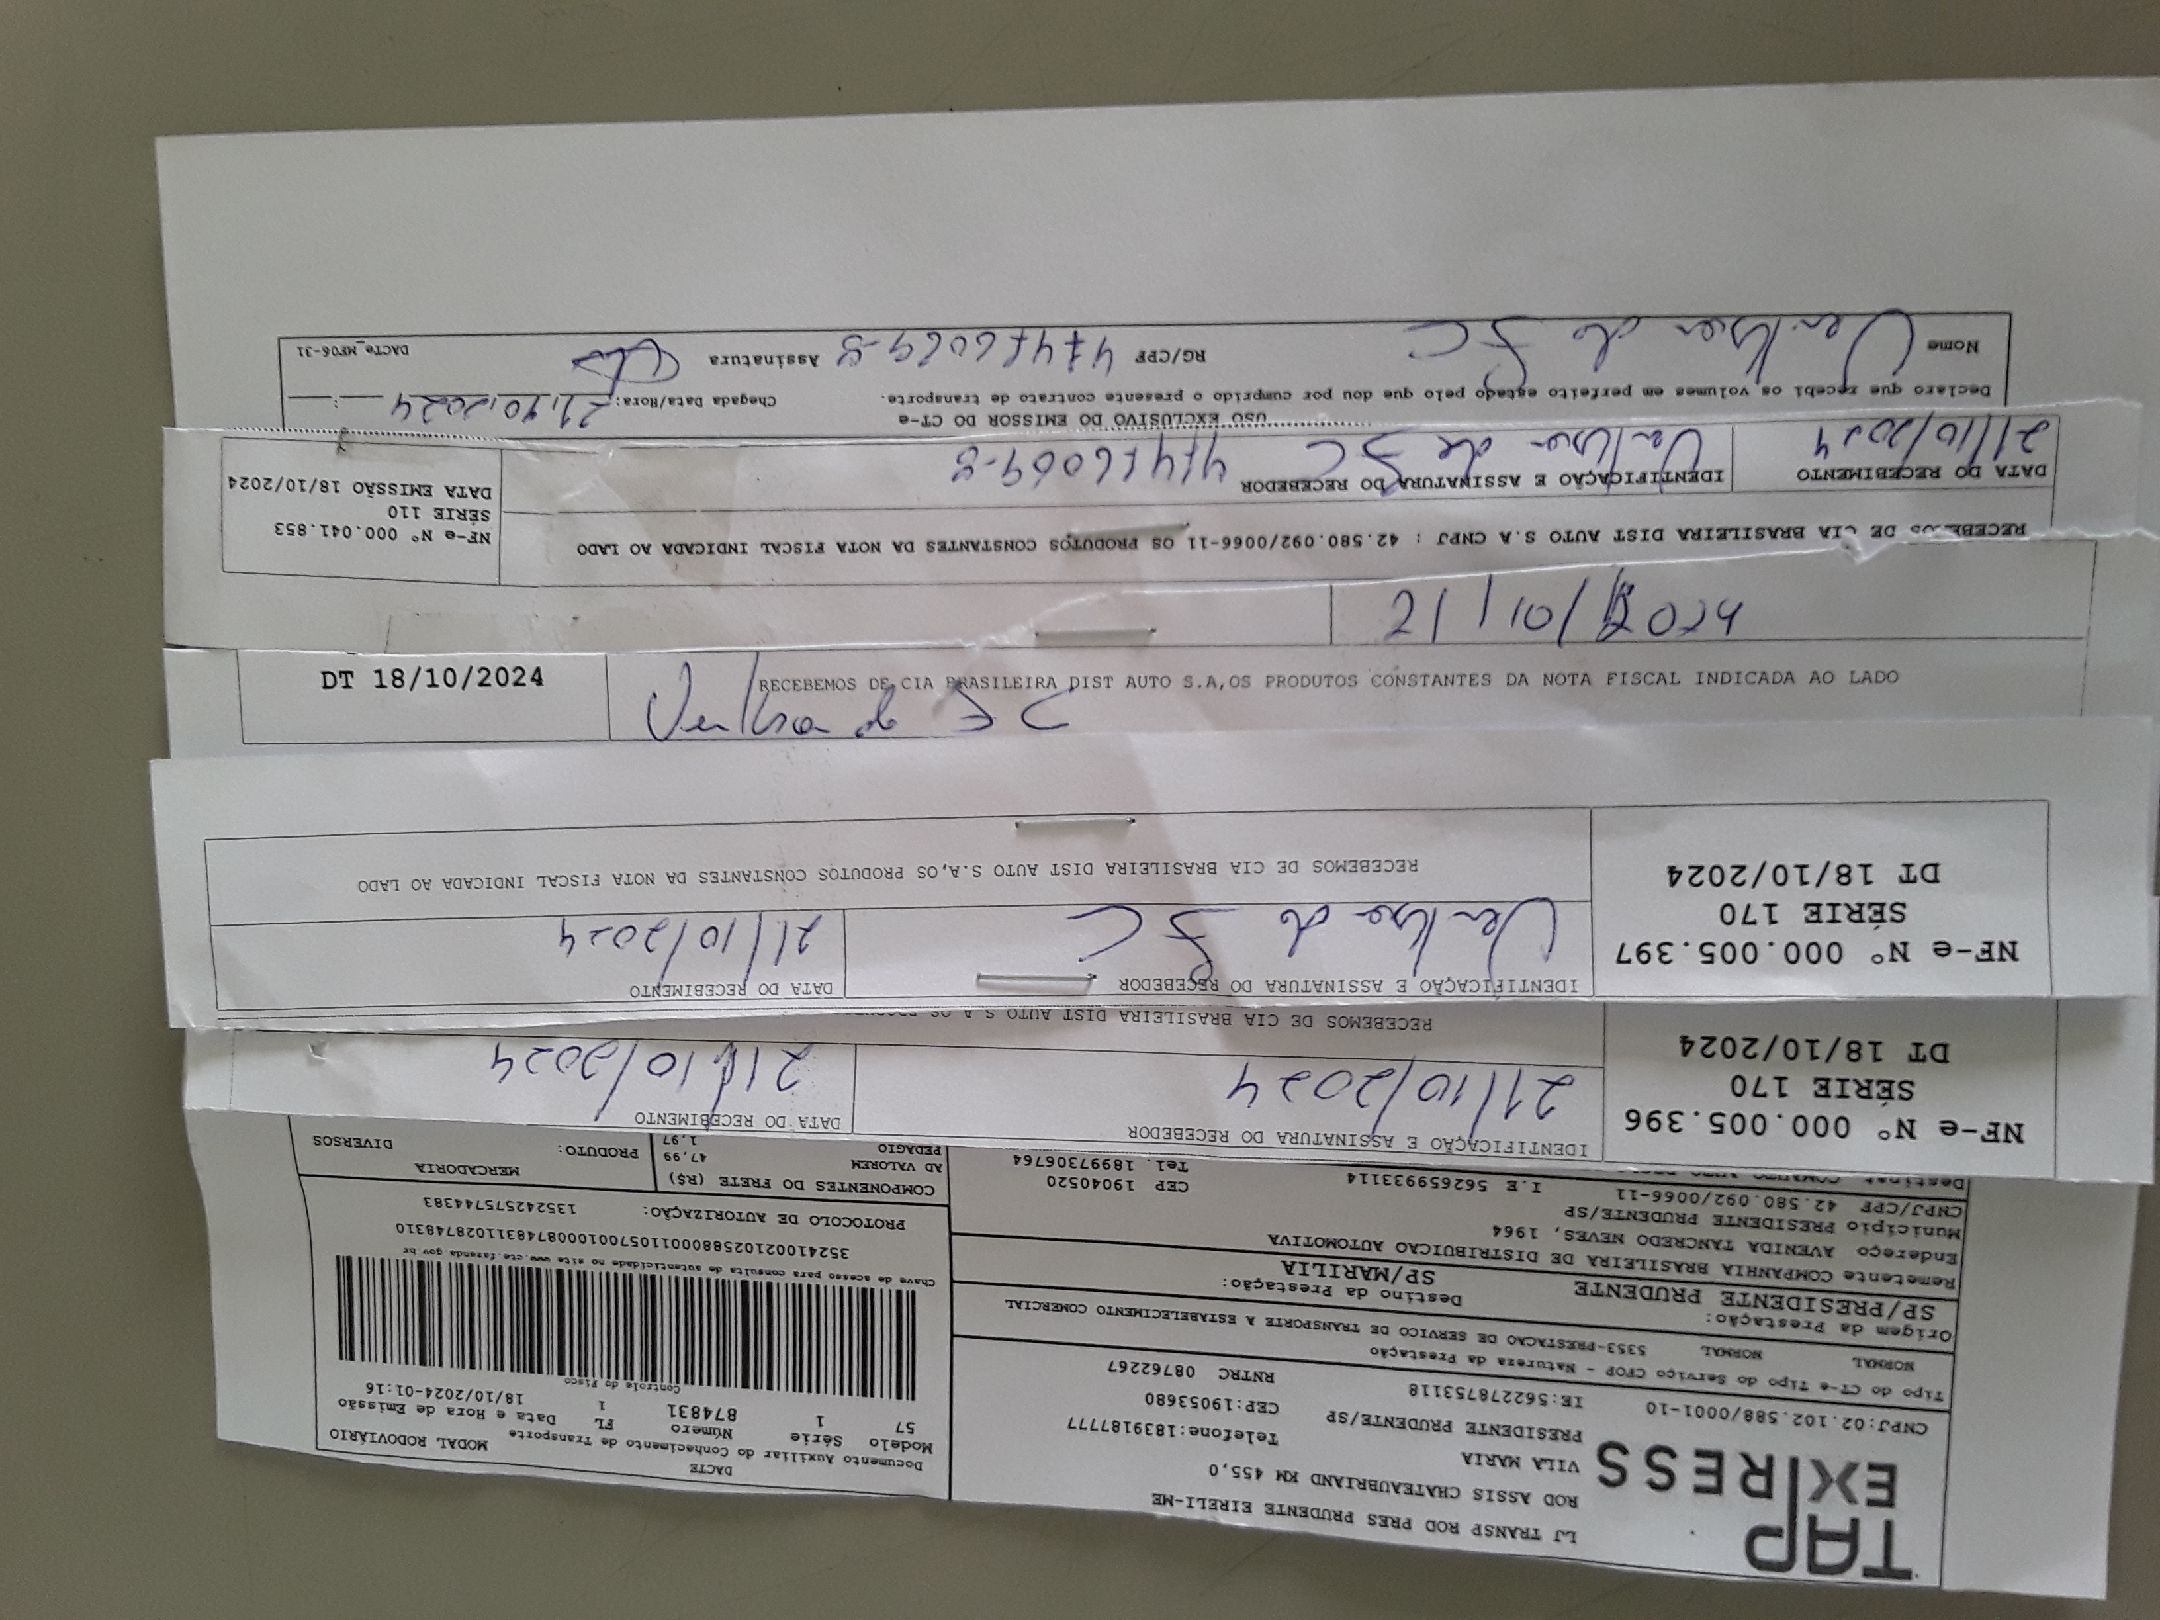 TAP
EXPRESS
LJ TRANSP ROD PRES PRUDENTE EIRELI-ME
ROD ASSIS CHATEAUBRIAND KM 455,0
VILA MARIA
PRESIDENTE PRUDENTE/SP
Telefone:1839187777
CNPJ:02.102.588/0001-10
IE:562278753118
CEP:19053680
RNTRC 08762267
Tipo do CT-e Tipo do Serviço CFOP - Natureza da Prestação
NORMAL NORMAL 5353-PRESTACAO DE SERVICO DE TRANSPORTE A ESTABELECIMENTO COMERCIAL
Origem da Prestação:
SP/PRESIDENTE PRUDENTE
Destino da Prestação:
SP/MARILIA
Remetente COMPANHIA BRASILEIRA DE DISTRIBUICAO AUTOMOTIVA
Endereço AVENIDA TANCREDO NEVES, 1964
Município PRESIDENTE PRUDENTE/SP
CEP 19040520
CNPJ/CPF 42.580.092/0066-11
I.E 562659933114
Tel. 18997306764
DACTE
Documento Auxiliar do Conhecimento de Transporte
MODAL RODOVIÁRIO
Modelo Série Número FL Data e Hora de Emissão
57 1 874831 1 18/10/2024-01:16
Controle do Fisco
Chave de acesso para consulta de autenticidade no site www.cte.fazenda.gov.br
35241002102588000110570010008748311028748310
PROTOCOLO DE AUTORIZAÇÃO: 135242575744383
COMPONENTES DO FRETE (R$)
AD VALOREM 47,99
PEDAGIO 1,97
MERCADORIA
PRODUTO: DIVERSOS
NF-e Nº 000.005.396
SÉRIE 170
DT 18/10/2024
IDENTIFICAÇÃO E ASSINATURA DO RECEBEDOR
21/10/2024
DATA DO RECEBIMENTO
21/10/2024
RECEBEMOS DE CIA BRASILEIRA DIST AUTO S.A
NF-e Nº 000.005.397
SÉRIE 170
DT 18/10/2024
IDENTIFICAÇÃO E ASSINATURA DO RECEBEDOR
DATA DO RECEBIMENTO
21/10/2024
RECEBEMOS DE CIA BRASILEIRA DIST AUTO S.A,OS PRODUTOS CONSTANTES DA NOTA FISCAL INDICADA AO LADO
DT 18/10/2024
RECEBEMOS DE CIA BRASILEIRA DIST AUTO S.A,OS PRODUTOS CONSTANTES DA NOTA FISCAL INDICADA AO LADO
RECEBEMOS DE CIA BRASILEIRA DIST AUTO S.A CNPJ : 42.580.092/0066-11 OS PRODUTOS CONSTANTES DA NOTA FISCAL INDICADA AO LADO
NF-e Nº 000.041.853
SÉRIE 110
DATA EMISSÃO 18/10/2024
DATA DO RECEBIMENTO
21/10/2024
IDENTIFICAÇÃO E ASSINATURA DO RECEBEDOR
USO EXCLUSIVO DO EMISSOR DO CT-e
Declaro que recebi os volumes em perfeito estado pelo que dou por cumprido o presente contrato de transporte.
Chegada Data/Hora: 21,10,2024
Nome
RG/CPF
Assinatura
DACTe_MF06-31